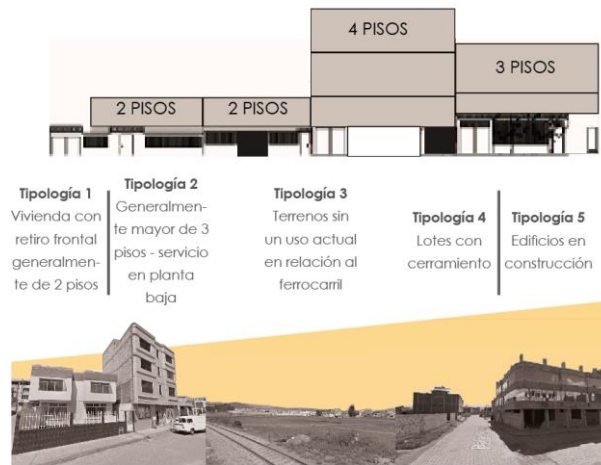 4 PISOS
3 PISOS
2 PISOS
2 PISOS
Tipología 1
Vivienda con
retiro frontal
generalmen-
te de 2 pisos
Tipología 2
Generalmen-
te mayor de 3
pisos - servicio
en planta
baja
Tipología 3
Terrenos sin
un uso actual
en relación al
ferrocarril
Tipología 4
Lotes con
cerramiento
Tipología 5
Edificios en
construcción